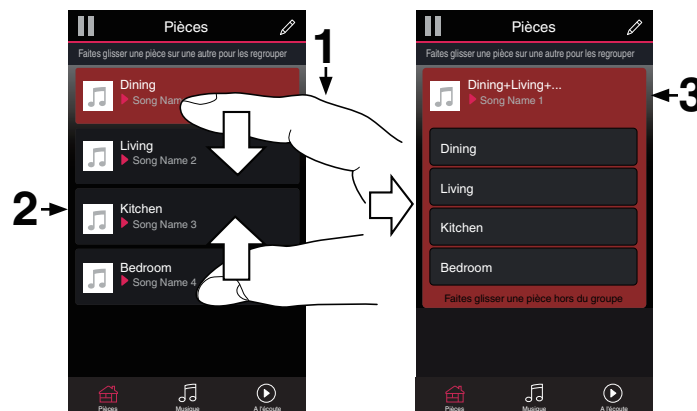 Pièces
Faites glisser une pièce sur une autre pour les regrouper
1
Dining
Song Nam
Living
Song Name 2
2
Kitchen
Song Name 3
Bedroom
Song Name 4
Pièces
Musique
A l'écoute
Pièces
Faites glisser une pièce sur une autre pour les regrouper
Dining+Living+...
Song Name 1
3
Dining
Living
Kitchen
Bedroom
Faites glisser une pièce hors du groupe
Pièces
Musique
A l'écoute